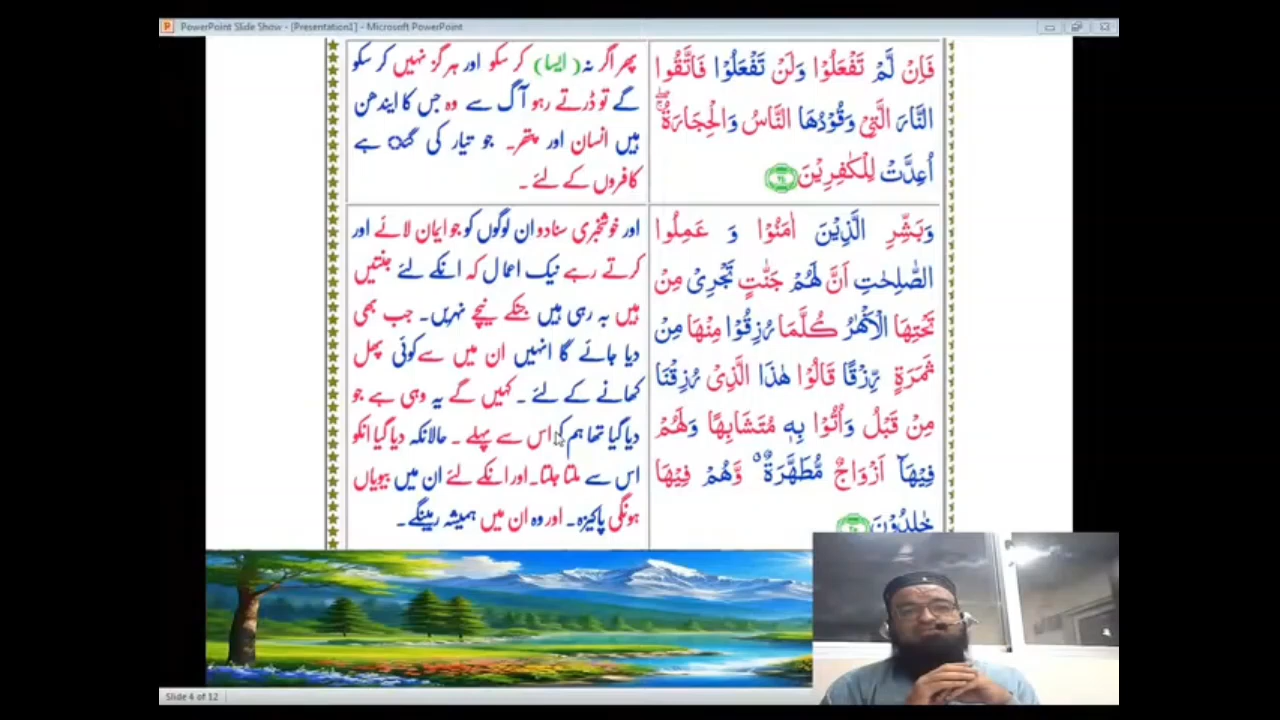 PowerPoint Slide Show - [Presentation1] - Microsoft PowerPoint
فَاِنْ لَّمْ تَفْعَلُوْا وَلَنْ تَفْعَلُوْا فَاتَّقُوا
النَّارَ الَّتِيْ وَقُوْدُهَا النَّاسُ وَالْحِجَارَةُ ۖۚ
اُعِدَّتْ لِلْكٰفِرِيْنَ ٢٤
پھر اگر نہ (ایسا) کر سکو اور ہر گز نہیں کر سکو
گے تو ڈرتے رہو آگ سے وہ جس کا ایندھن
ہیں انسان اور پتھر۔ جو تیار کی گئ ہے
کافروں کے لئے ۔
وَبَشِّرِ الَّذِيْنَ اٰمَنُوْا وَ عَمِلُوا
الصّٰلِحٰتِ اَنَّ لَهُمْ جَنّٰتٍ تَجْرِيْ مِنْ
تَحْتِهَا الْاَنْهٰرُ كُلَّمَا رُزِقُوْا مِنْهَا مِنْ
ثَمَرَةٍ رِّزْقًا قَالُوْا هٰذَا الَّذِيْ رُزِقْنَا
مِنْ قَبْلُ وَاُتُوْا بِهٖ مُتَشَابِهًا وَلَهُمْ
فِيْهَآ اَزْوَاجٌ مُّطَهَّرَةٌ ۙ وَّهُمْ فِيْهَا
خٰلِدُوْنَ ٢٥
اور خوشخبری سنادو ان لوگوں کو جو ایمان لائے اور
کرتے رہے نیک اعمال کہ انکے لئے جنتیں
ہیں بہ رہی ہیں جنکے نیچے نہریں۔ جب بھی
دیا جائے گا انہیں ان میں سے کوئی پھل
کھانے کے لئے ۔ کہیں گے یہ وہی ہے جو
دیا گیا تھا ہم کو اس سے پہلے ۔ حالانکہ دیا گیا انکو
اس سے ملتا جلتا۔ اور انکے لئے ان میں بیویاں
ہونگی پاکیزہ۔ اور وہ ان میں ہمیشہ رہینگے۔
Slide 4 of 12